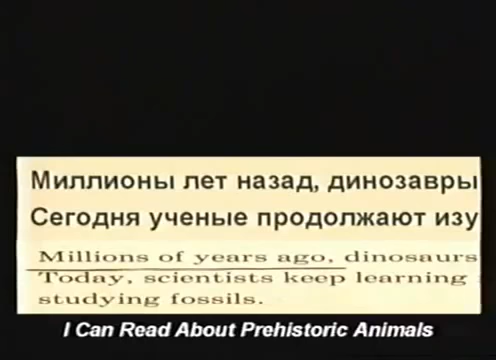 Миллионы лет назад, динозавры
Сегодня ученые продолжают изу
Millions of years ago, dinosaurs
Today, scientists keep learning
studying fossils.
I Can Read About Prehistoric Animals